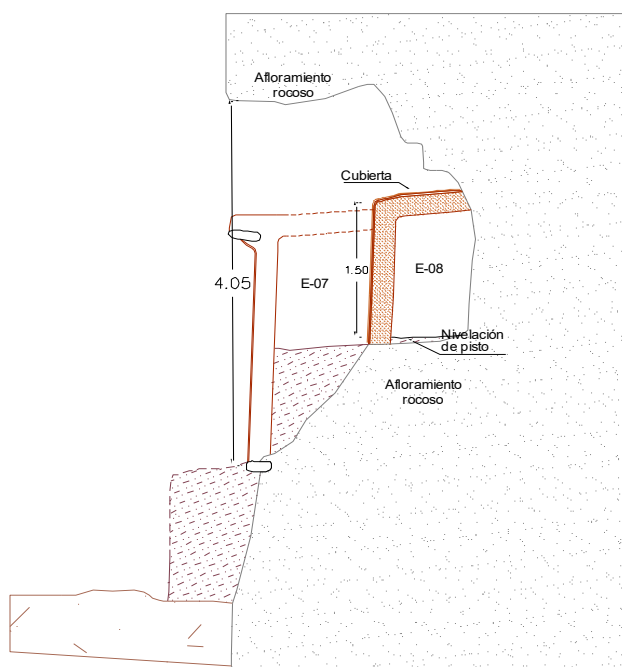 Afloramiento
rocoso
Cubierta
4.05
E-07
1.50
E-08
Nivelación
de pisto
Afloramiento
rocoso